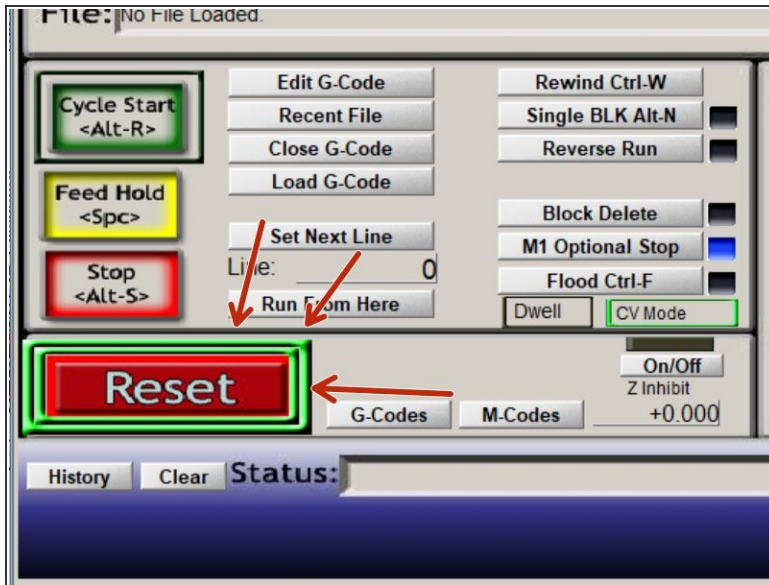 File: No File Loaded.
Cycle Start
<Alt-R>
Feed Hold
<Spc>
Stop
<Alt-S>
Edit G-Code
Recent File
Close G-Code
Load G-Code
Set Next Line
Line: 0
Run From Here
Rewind Ctrl-W
Single BLK Alt-N
Reverse Run
Block Delete
M1 Optional Stop
Flood Ctrl-F
Dwell CV Mode
Reset
G-Codes M-Codes
On/Off
Z Inhibit
+0.000
History Clear Status: